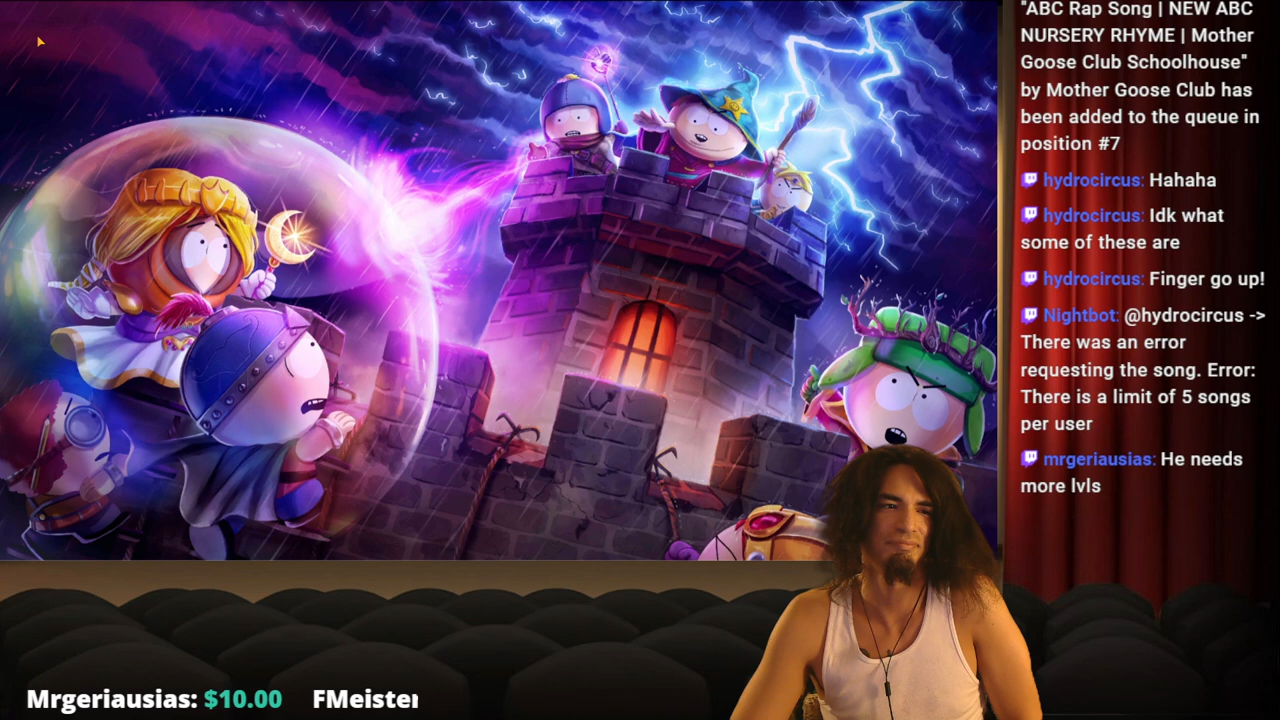 "ABC Rap Song | NEW ABC
NURSERY RHYME | Mother
Goose Club Schoolhouse"
by Mother Goose Club has
been added to the queue in
position #7
hydrocircus: Hahaha
hydrocircus: Idk what
some of these are
hydrocircus: Finger go up!
Nightbot: @hydrocircus ->
There was an error
requesting the song. Error:
There is a limit of 5 songs
per user
mrgeriausias: He needs
more lvls
Mrgeriausias: $10.00 FMeister